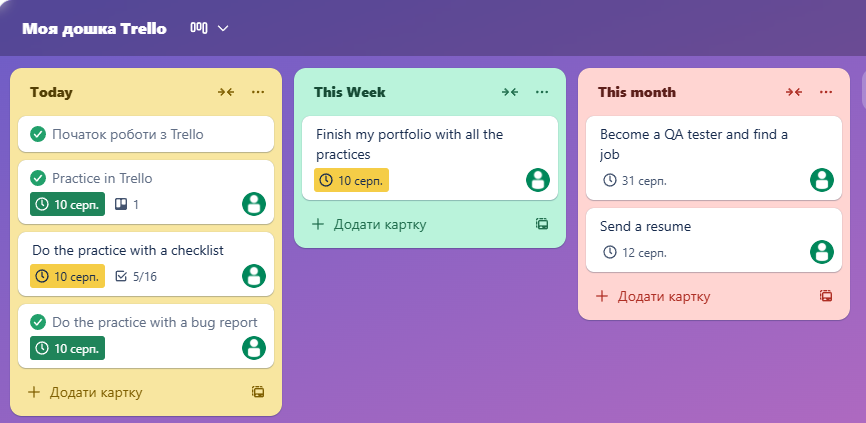 Моя дошка Trello
Today
Початок роботи з Trello
Practice in Trello
10 серп. 1
Do the practice with a checklist
10 серп. 5/16
Do the practice with a bug report
10 серп.
Додати картку
This Week
Finish my portfolio with all the
practices
10 серп.
Додати картку
This month
Become a QA tester and find a
job
31 серп.
Send a resume
12 серп.
Додати картку